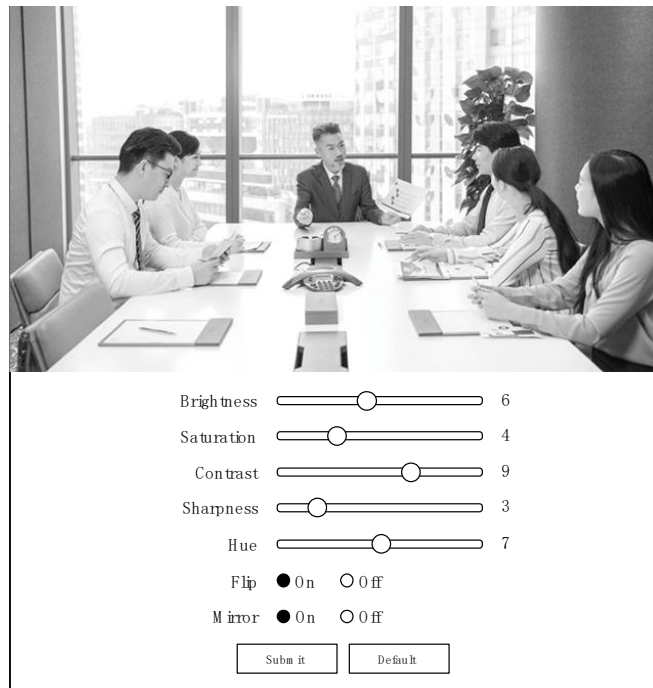 Brightness 6
Saturation 4
Contrast 9
Sharpness 3
Hue 7
Flip On Off
Mirror On Off
Submit Default